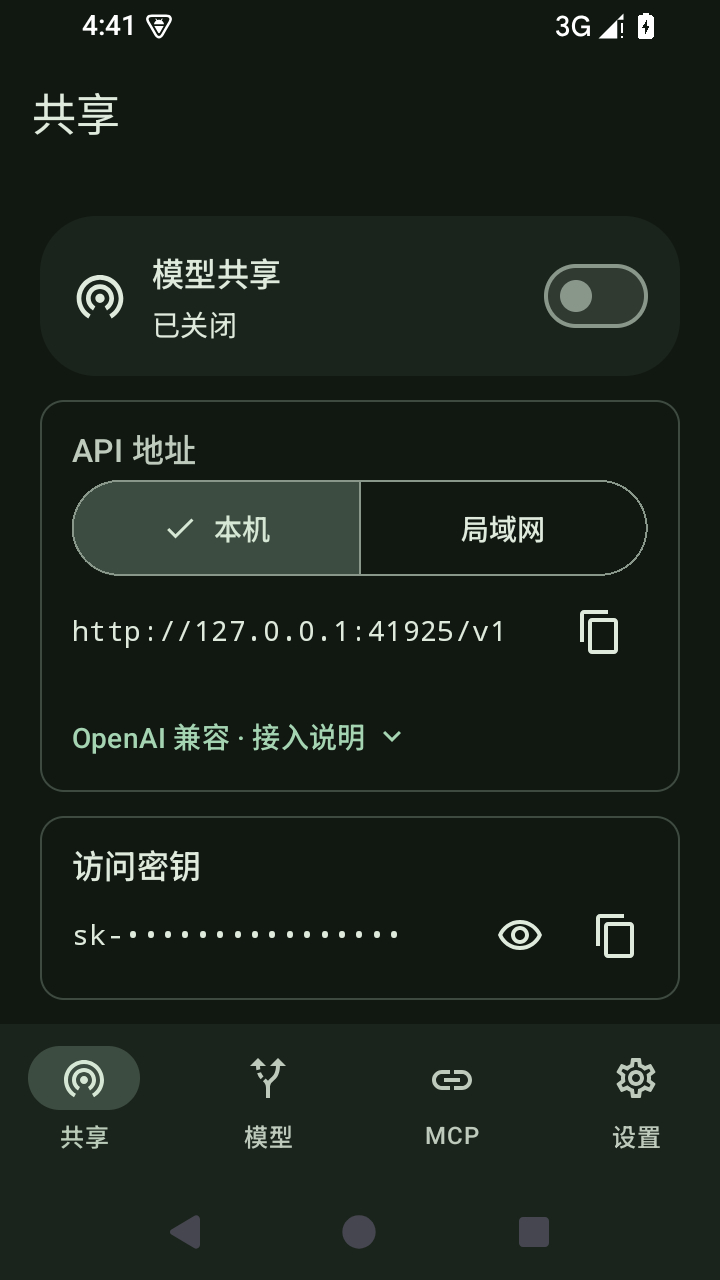 4:41
3G
共享
模型共享
已关闭
API 地址
本机
局域网
http://127.0.0.1:41925/v1
OpenAI 兼容 · 接入说明
访问密钥
sk-••••••••••••••••
共享
模型
MCP
设置